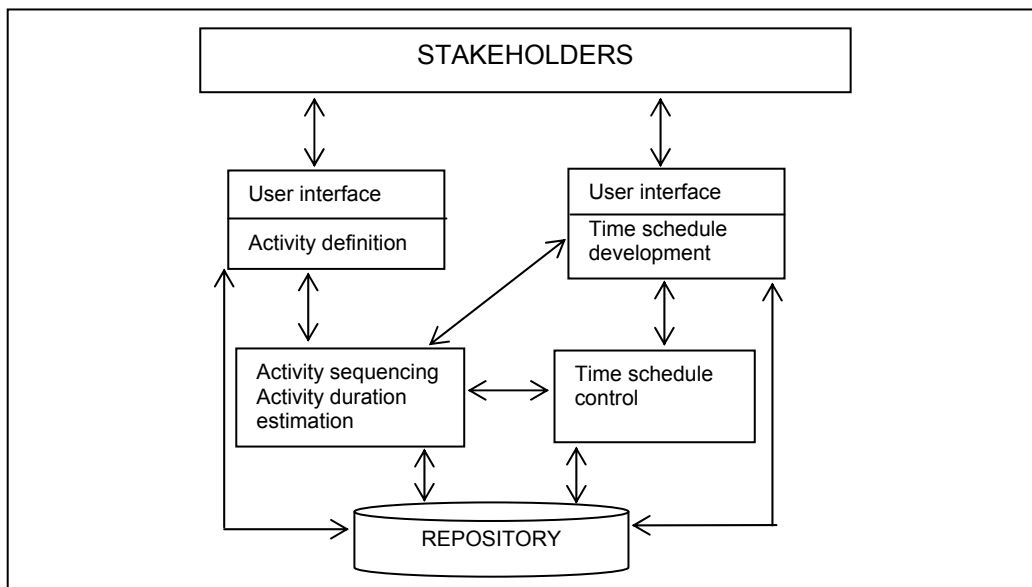 STAKEHOLDERS
User interface
Activity definition
User interface
Time schedule
development
Activity sequencing
Activity duration
estimation
Time schedule
control
REPOSITORY